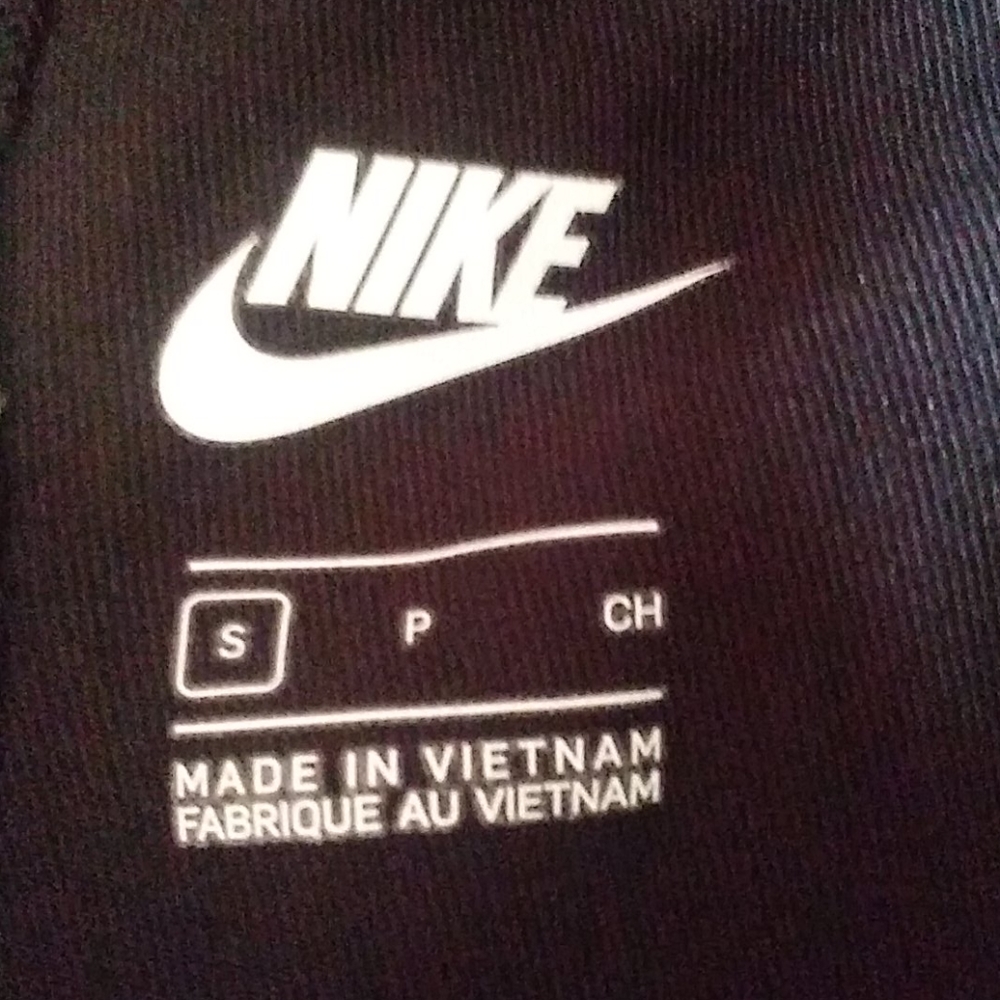 NIKE
S P CH
MADE IN VIETNAM
FABRIQUE AU VIETNAM